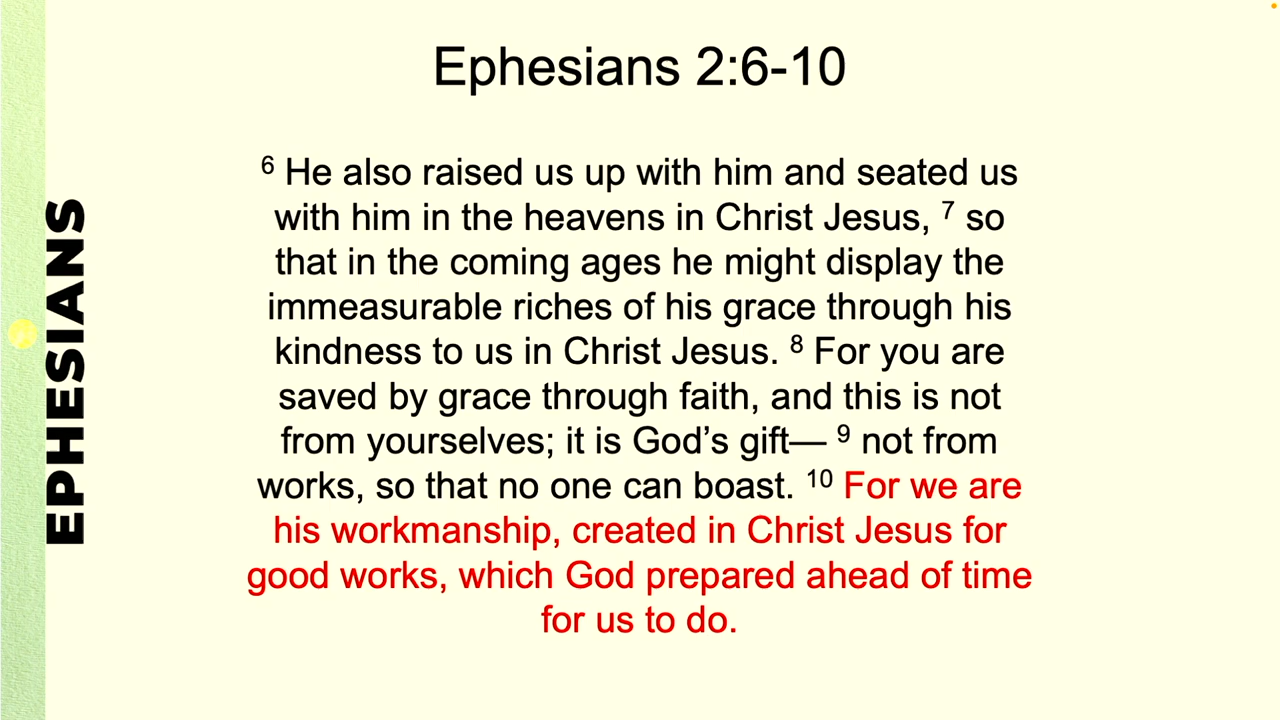 Ephesians 2:6-10
EPHESIANS
6 He also raised us up with him and seated us
with him in the heavens in Christ Jesus, 7 so
that in the coming ages he might display the
immeasurable riches of his grace through his
kindness to us in Christ Jesus. 8 For you are
saved by grace through faith, and this is not
from yourselves; it is God’s gift— 9 not from
works, so that no one can boast. 10 For we are
his workmanship, created in Christ Jesus for
good works, which God prepared ahead of time
for us to do.